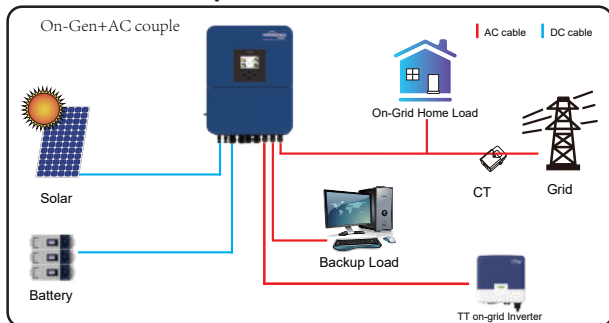 On-Gen+AC couple
AC cable
DC cable
On-Grid Home Load
Solar
CT
Grid
Backup Load
Battery
TT on-grid Inverter